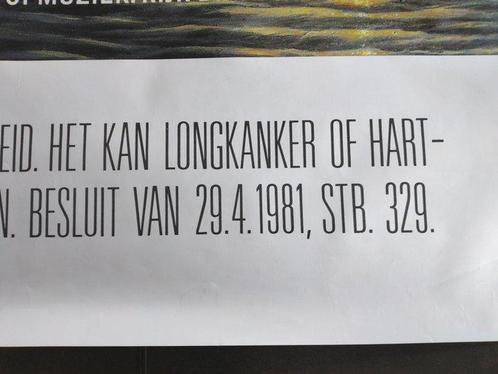 EID. HET KAN LONGKANKER OF HART-
N. BESLUIT VAN 29.4.1981, STB. 329.